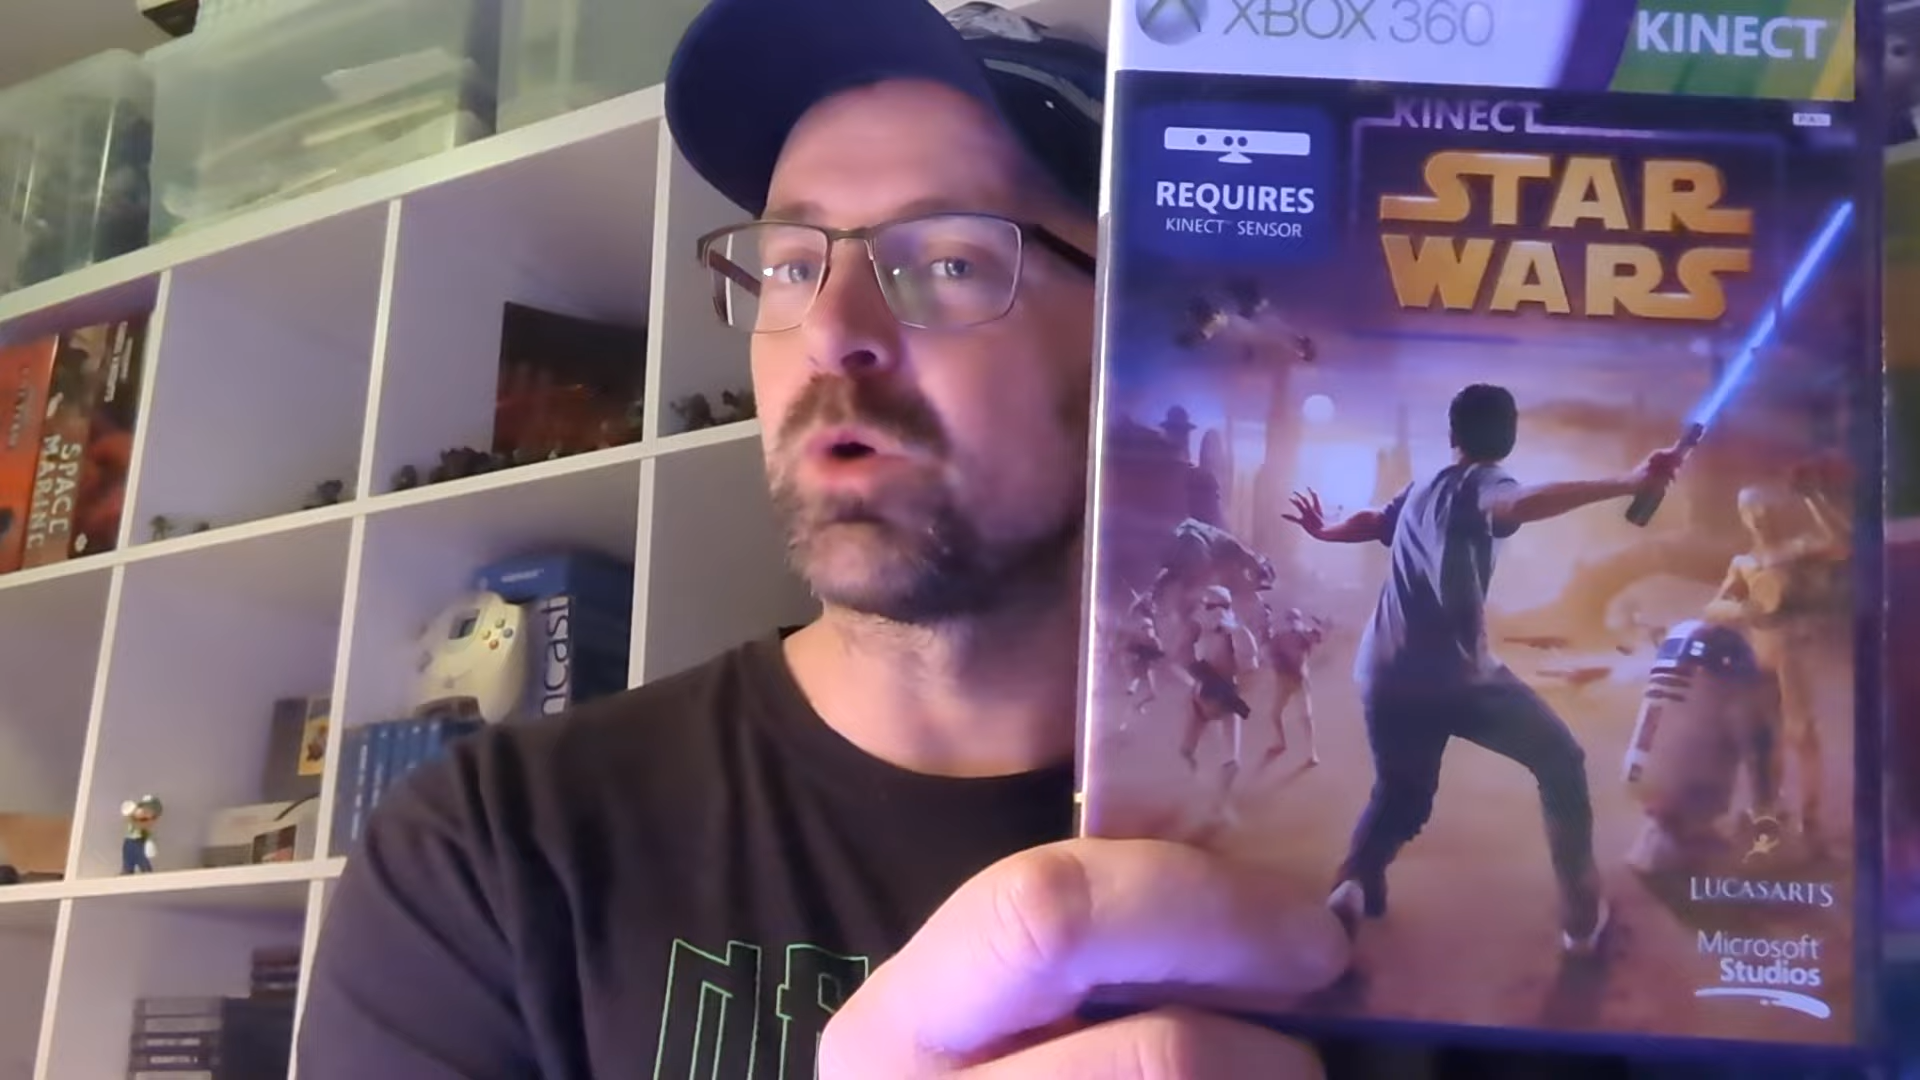 XBOX 360
KINECT
KINECT
STAR
WARS
REQUIRES
KINECT SENSOR
LUCASARTS
Microsoft
Studios
SPACE
MARINE